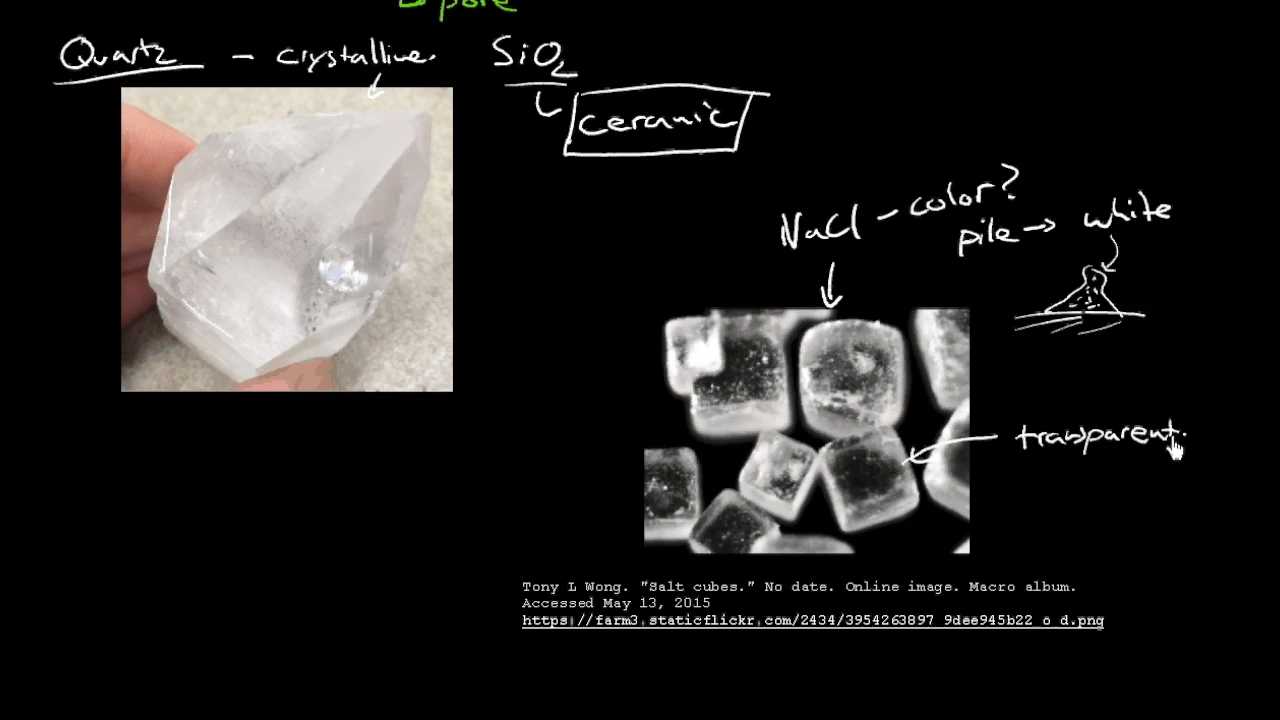 pore
Quartz - crystalline. SiO2
ceramic
NaCl - color?
pile → white
transparent.
Tony L Wong. "Salt cubes." No date. Online image. Macro album.
Accessed May 13, 2015
https://farm3.staticflickr.com/2434/3954263897_9dee945b22_o_d.png